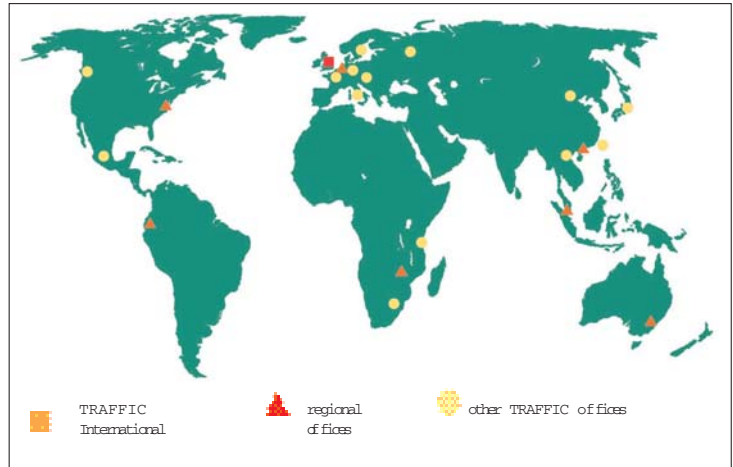 TRAFFIC
International
regional
offices
other TRAFFIC offices